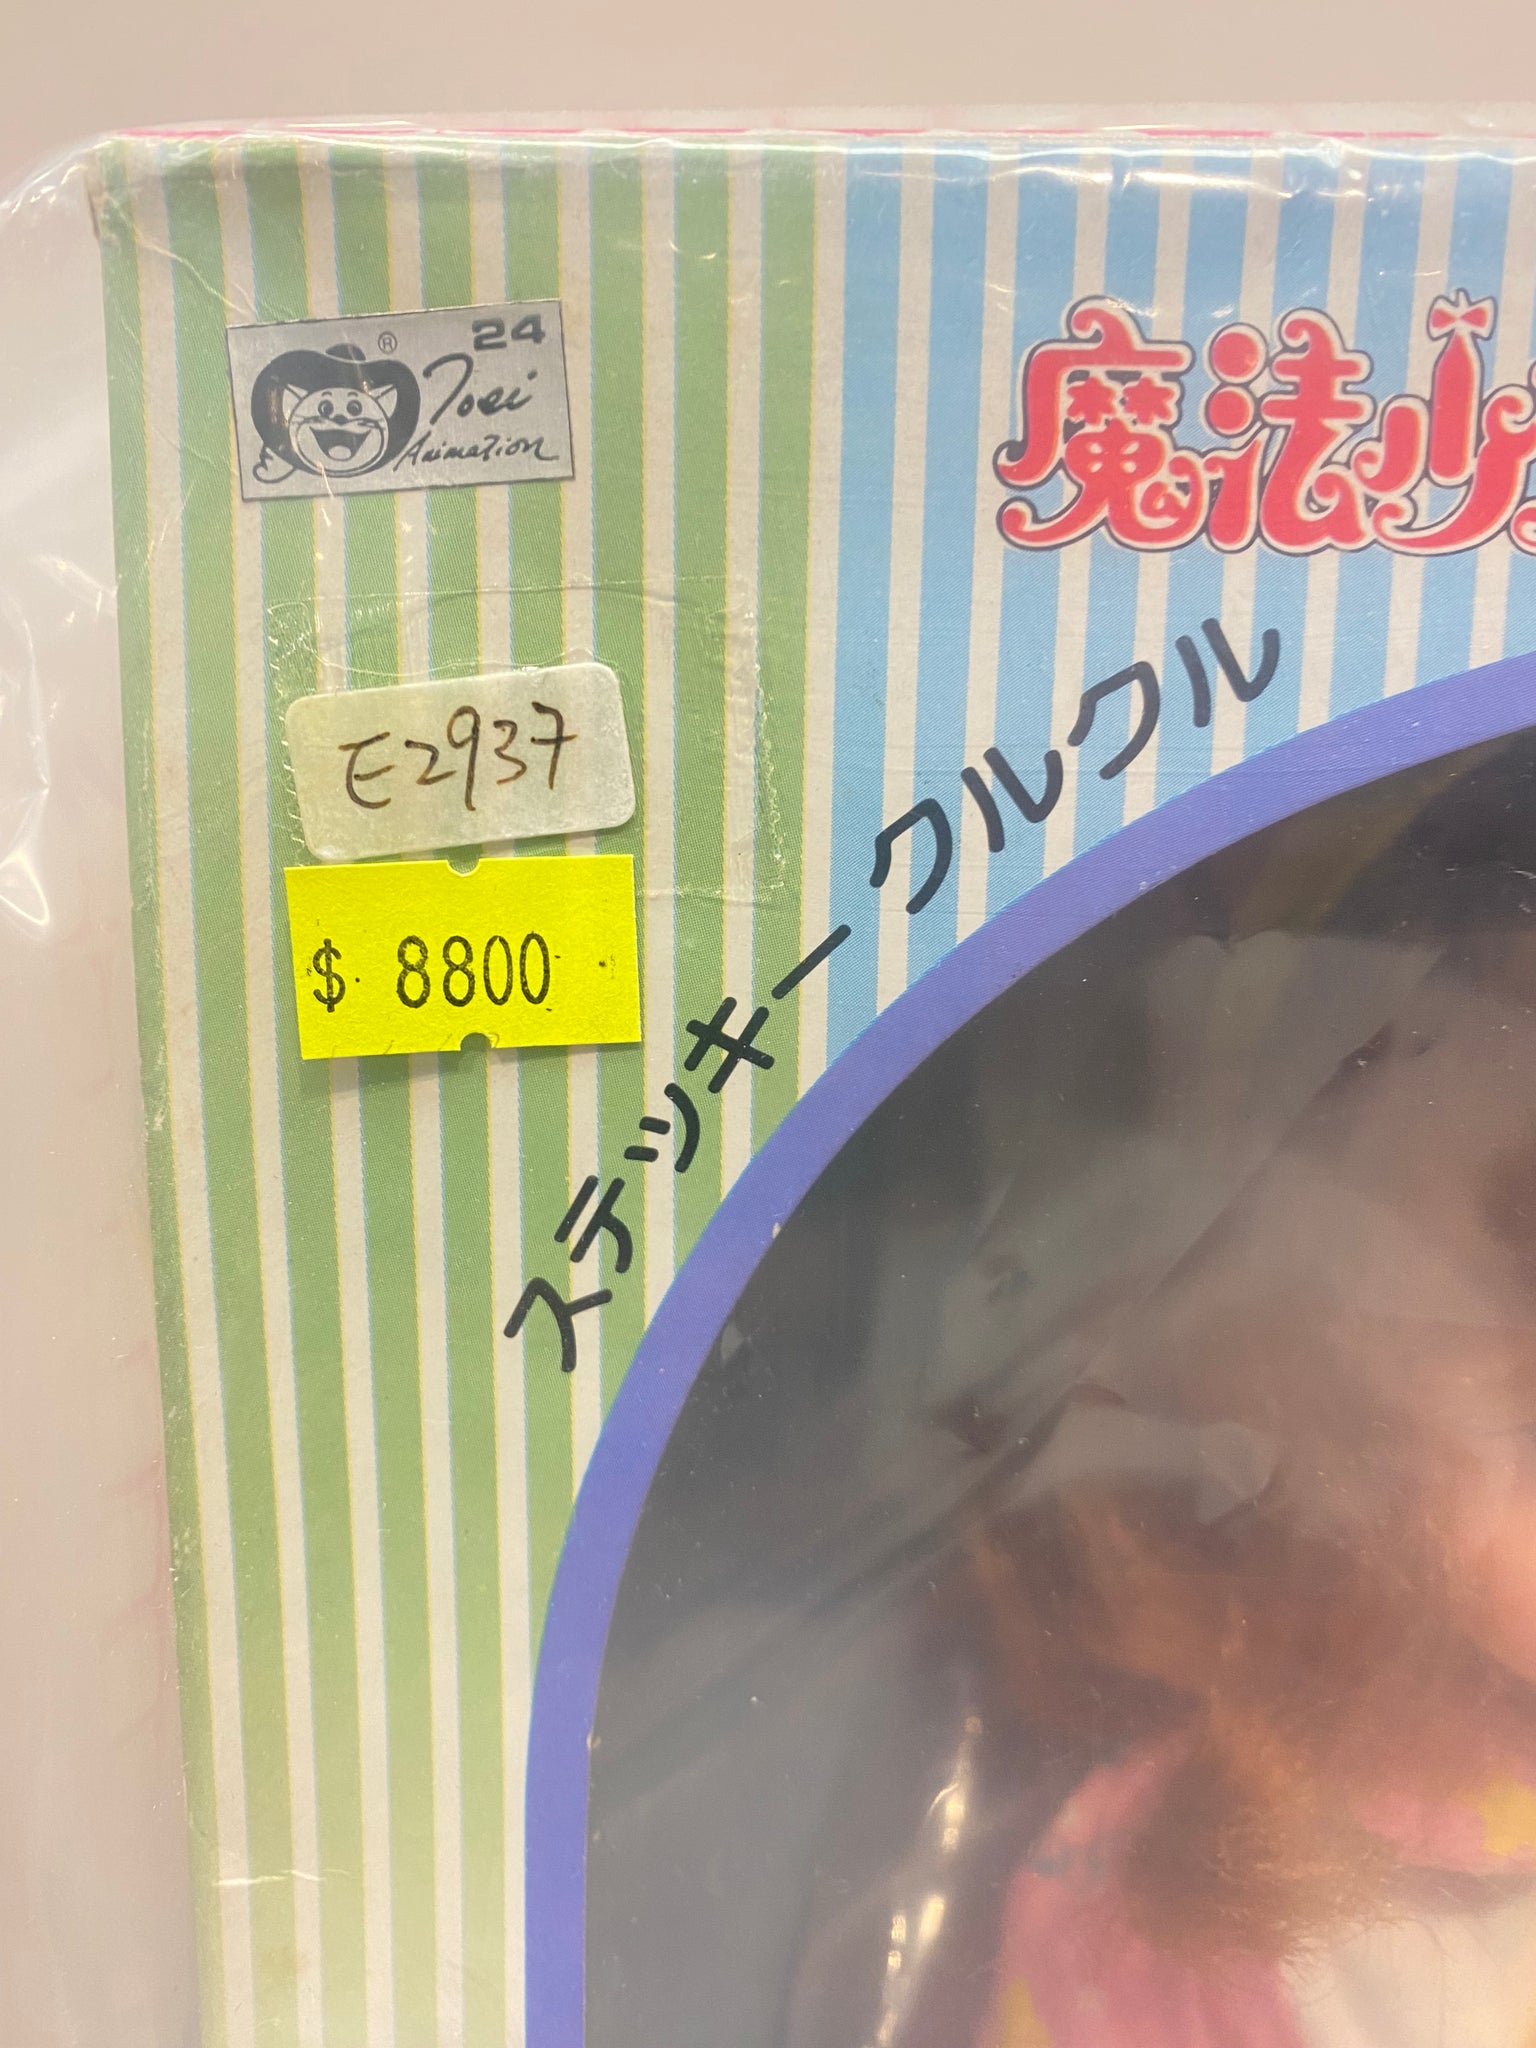 24
®
Toei
Animation
魔法少
E2937
$ 8800
ステッキークルクル